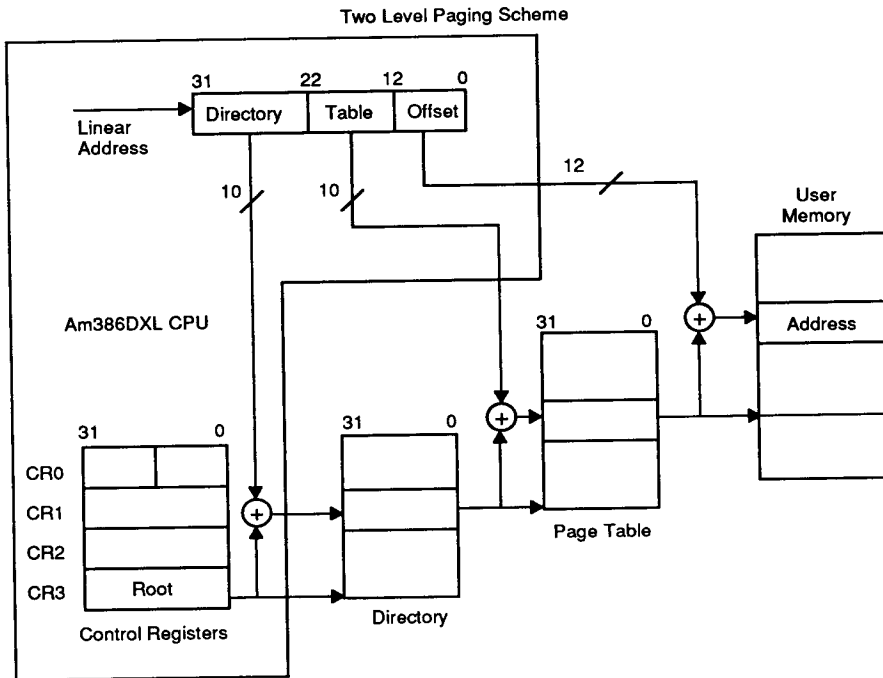 Two Level Paging Scheme
31 22 12 0
Directory Table Offset
Linear
Address
10
10
12
User
Memory
Address
Am386DXL CPU
31 0
31 0
31 0
CR0
CR1
CR2
CR3 Root
Control Registers
Directory
Page Table